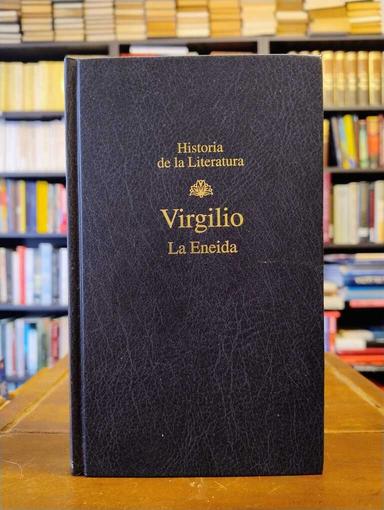 Historia
de la Literatura
Virgilio
La Eneida